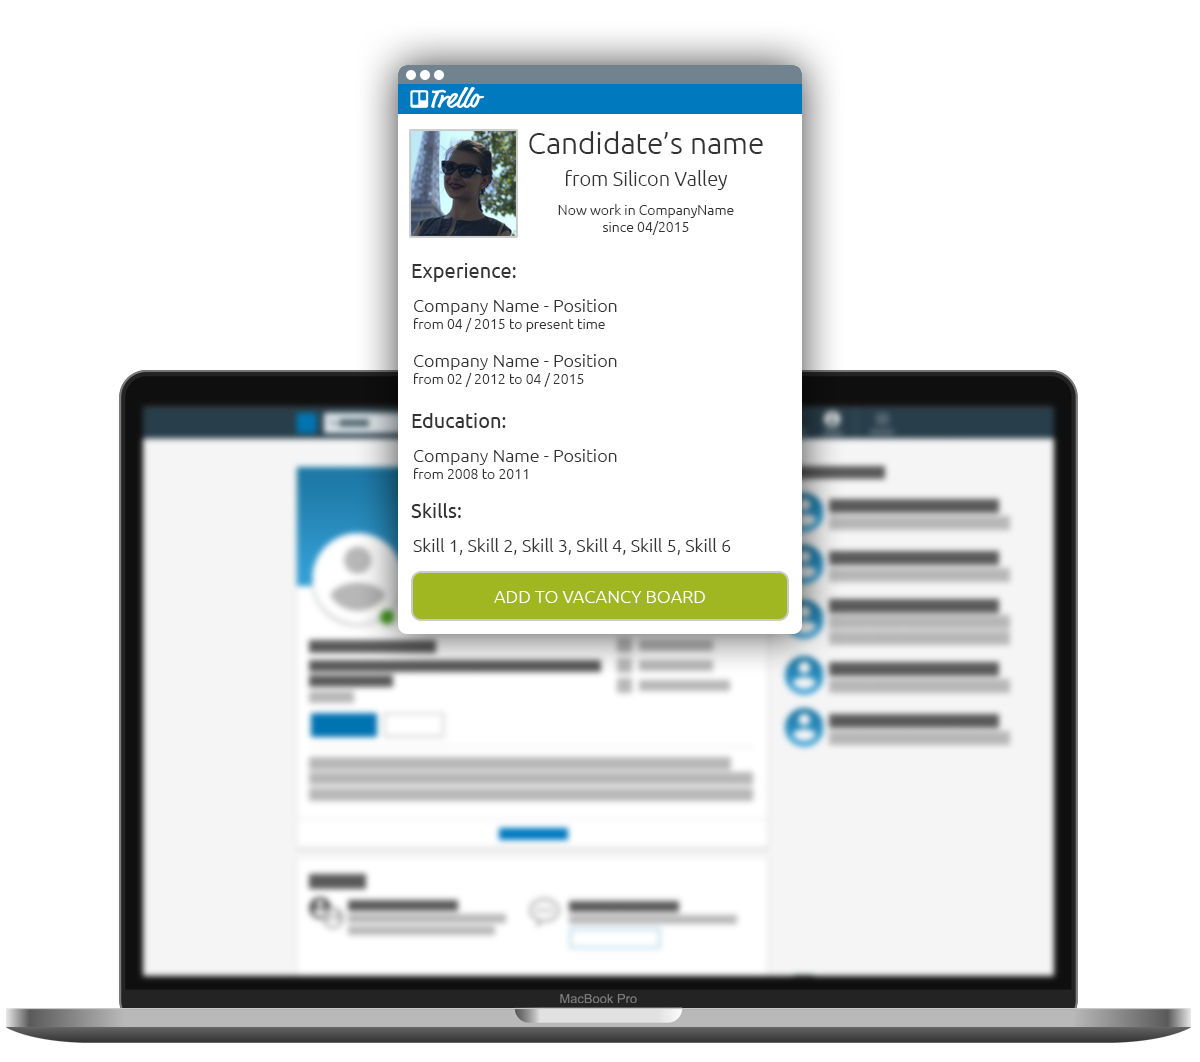 Trello
Candidate’s name
from Silicon Valley
Now work in CompanyName
since 04/2015
Experience:
Company Name - Position
from 04 / 2015 to present time
Company Name - Position
from 02 / 2012 to 04 / 2015
Education:
Company Name - Position
from 2008 to 2011
Skills:
Skill 1, Skill 2, Skill 3, Skill 4, Skill 5, Skill 6
ADD TO VACANCY BOARD
MacBook Pro